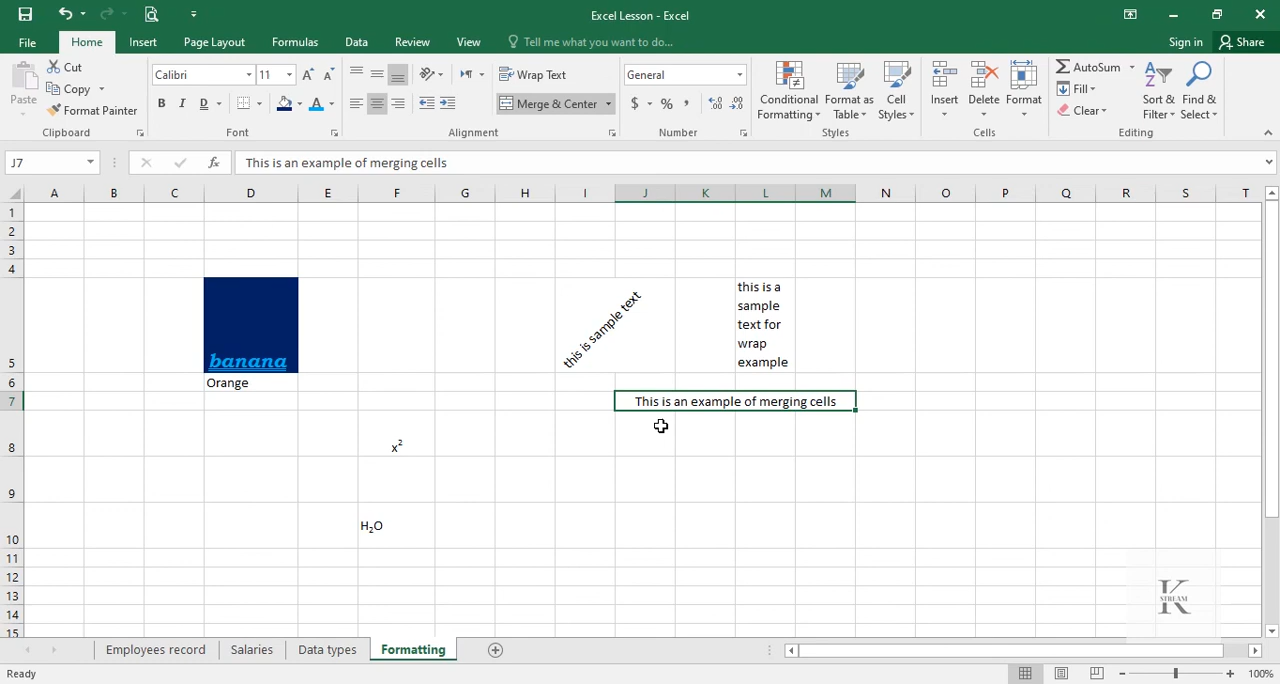 Excel Lesson - Excel
File Home Insert Page Layout Formulas Data Review View Tell me what you want to do... Sign in Share
Paste Cut Copy Format Painter Clipboard
Calibri 11 A A B I D A Font
Wrap Text Merge & Center Alignment
General $ % , Number
Conditional Formatting Format as Table Cell Styles Styles
Insert Delete Format Cells
AutoSum Fill Clear Sort & Filter Find & Select Editing
J7 fx This is an example of merging cells
A B C D E F G H I J K L M N O P Q R S T
1
2
3
4
5 banana this is sample text this is a
sample
text for
wrap
example
6 Orange
7 This is an example of merging cells
8 x²
9
10 H₂O
11
12
13
14
15
K STREAM
Employees record Salaries Data types Formatting
Ready 100%